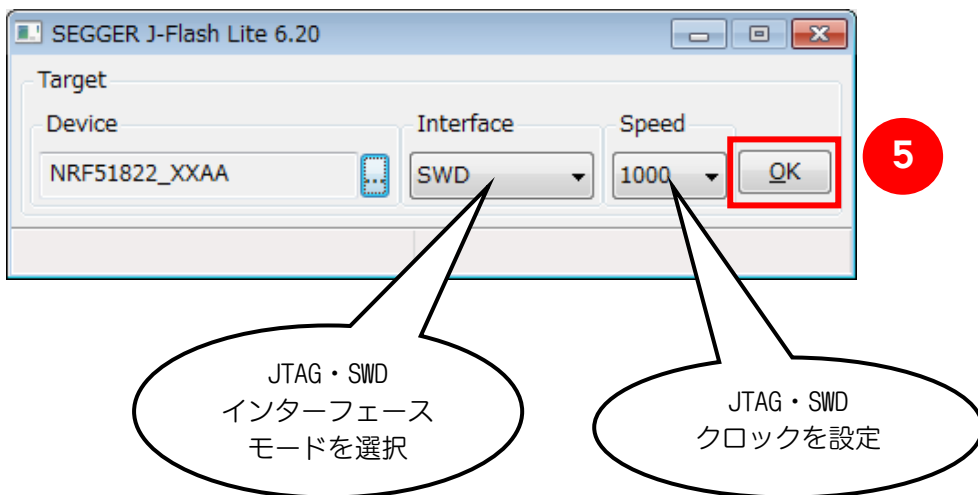 SEGGER J-Flash Lite 6.20
Target
Device
Interface
Speed
NRF51822_XXAA
...
SWD
1000
OK
5
JTAG・SWD
インターフェース
モードを選択
JTAG・SWD
クロックを設定